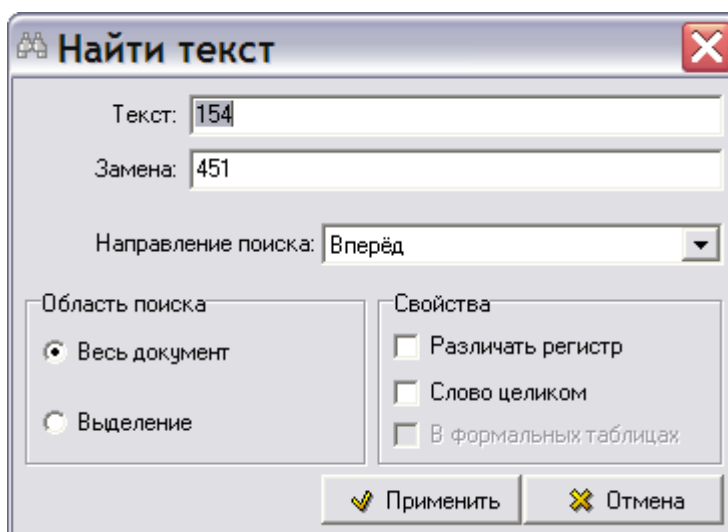 Найти текст
Текст: 154
Замена: 451
Направление поиска: Вперёд
Область поиска
Весь документ
Выделение
Свойства
Различать регистр
Слово целиком
В формальных таблицах
Применить
Отмена